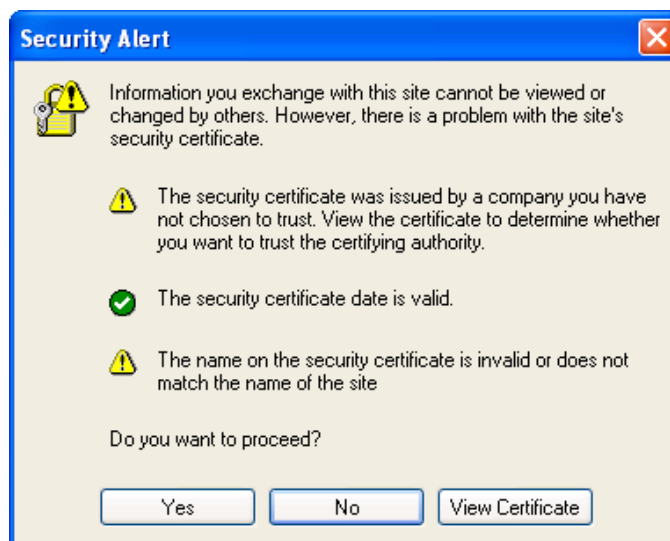 Security Alert
Information you exchange with this site cannot be viewed or
changed by others. However, there is a problem with the site's
security certificate.
The security certificate was issued by a company you have
not chosen to trust. View the certificate to determine whether
you want to trust the certifying authority.
The security certificate date is valid.
The name on the security certificate is invalid or does not
match the name of the site
Do you want to proceed?
Yes No View Certificate